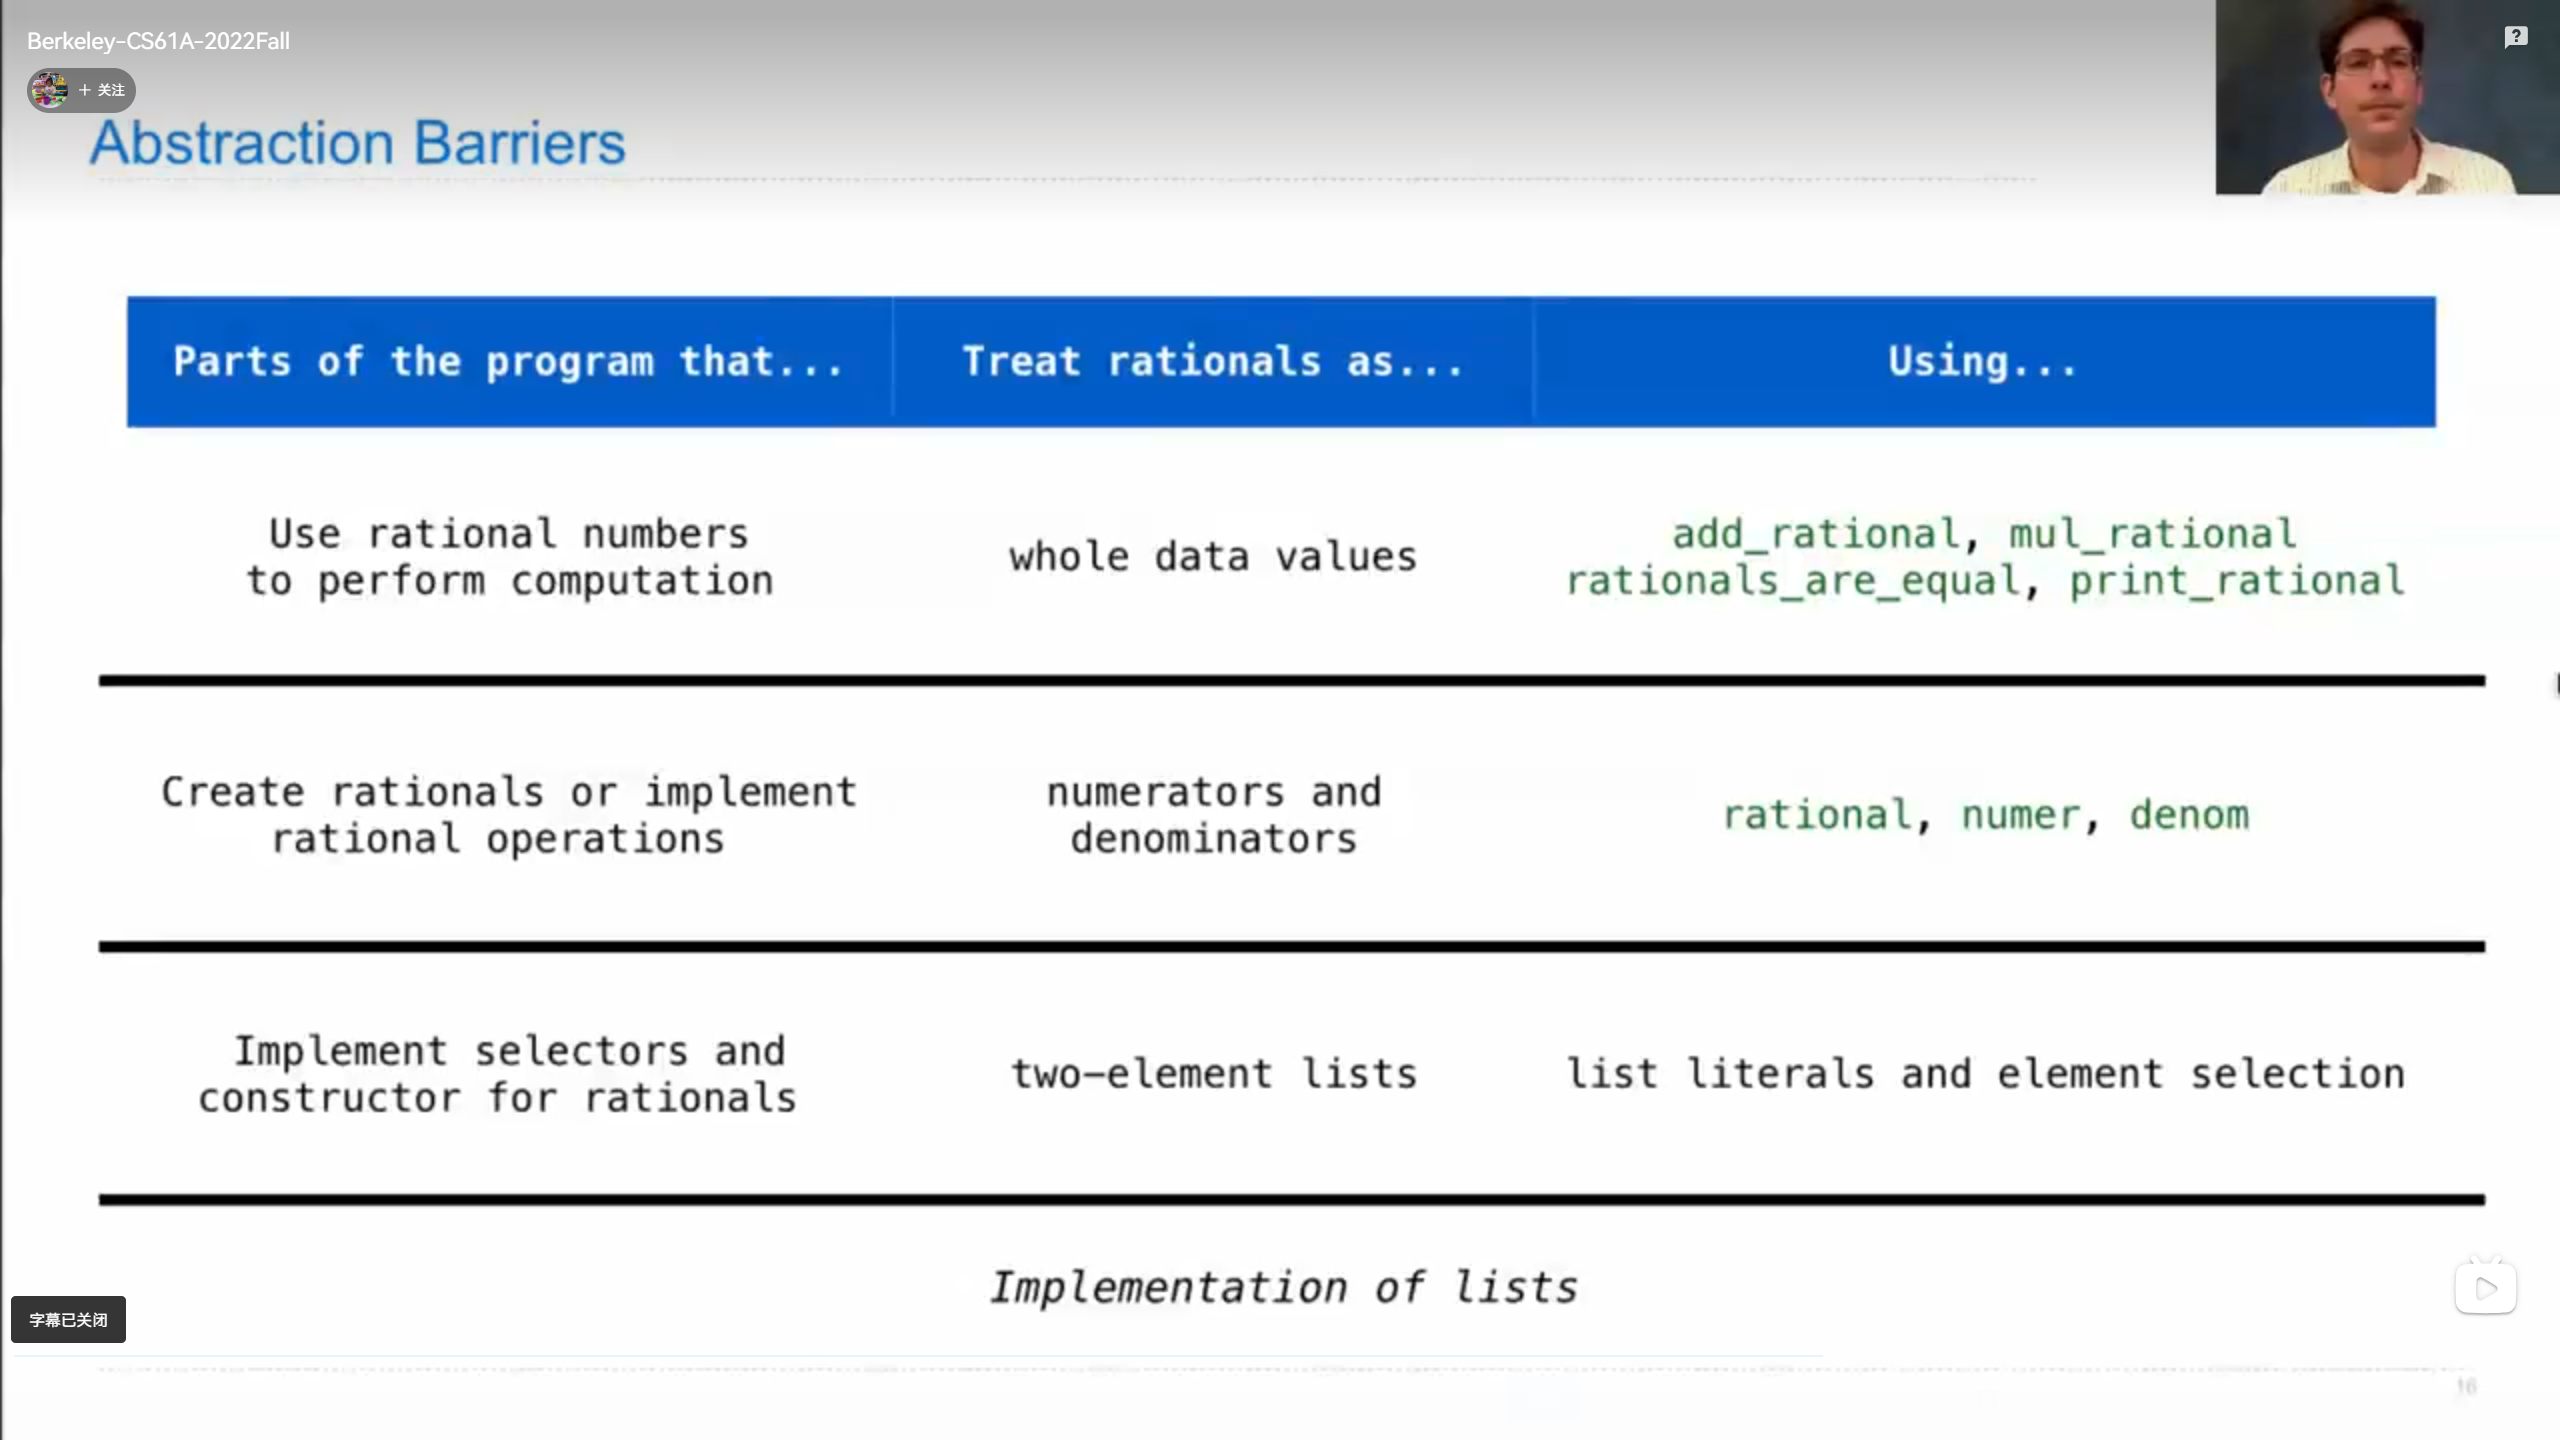 Berkeley-CS61A-2022Fall
+ 关注
Abstraction Barriers
Parts of the program that... Treat rationals as... Using...
Use rational numbers
to perform computation
whole data values
add_rational, mul_rational
rationals_are_equal, print_rational
Create rationals or implement
rational operations
numerators and
denominators
rational, numer, denom
Implement selectors and
constructor for rationals
two-element lists
list literals and element selection
Implementation of lists
字幕已关闭
16